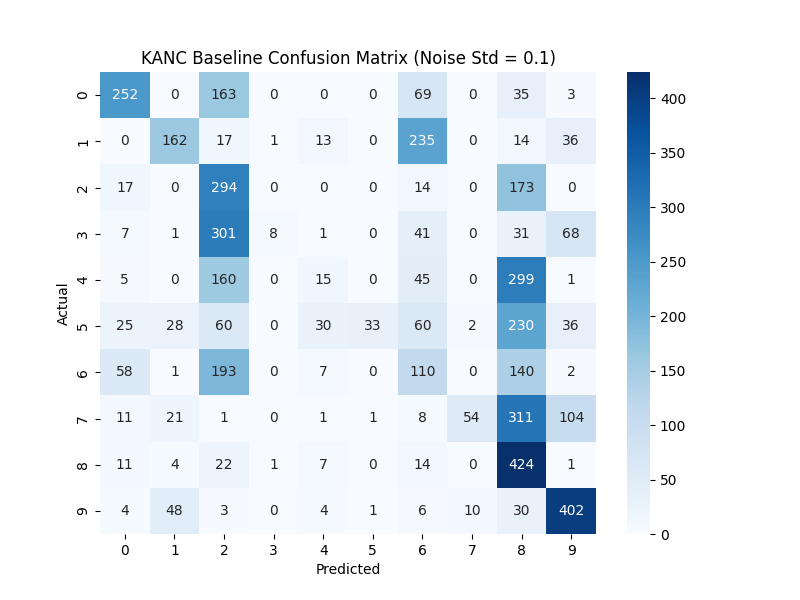 KANC Baseline Confusion Matrix (Noise Std = 0.1)
0 252 0 163 0 0 0 69 0 35 3
1 0 162 17 1 13 0 235 0 14 36
2 17 0 294 0 0 0 14 0 173 0
3 7 1 301 8 1 0 41 0 31 68
4 5 0 160 0 15 0 45 0 299 1
5 25 28 60 0 30 33 60 2 230 36
6 58 1 193 0 7 0 110 0 140 2
7 11 21 1 0 1 1 8 54 311 104
8 11 4 22 1 7 0 14 0 424 1
9 4 48 3 0 4 1 6 10 30 402
0 1 2 3 4 5 6 7 8 9
Predicted
Actual
400
350
300
250
200
150
100
50
0